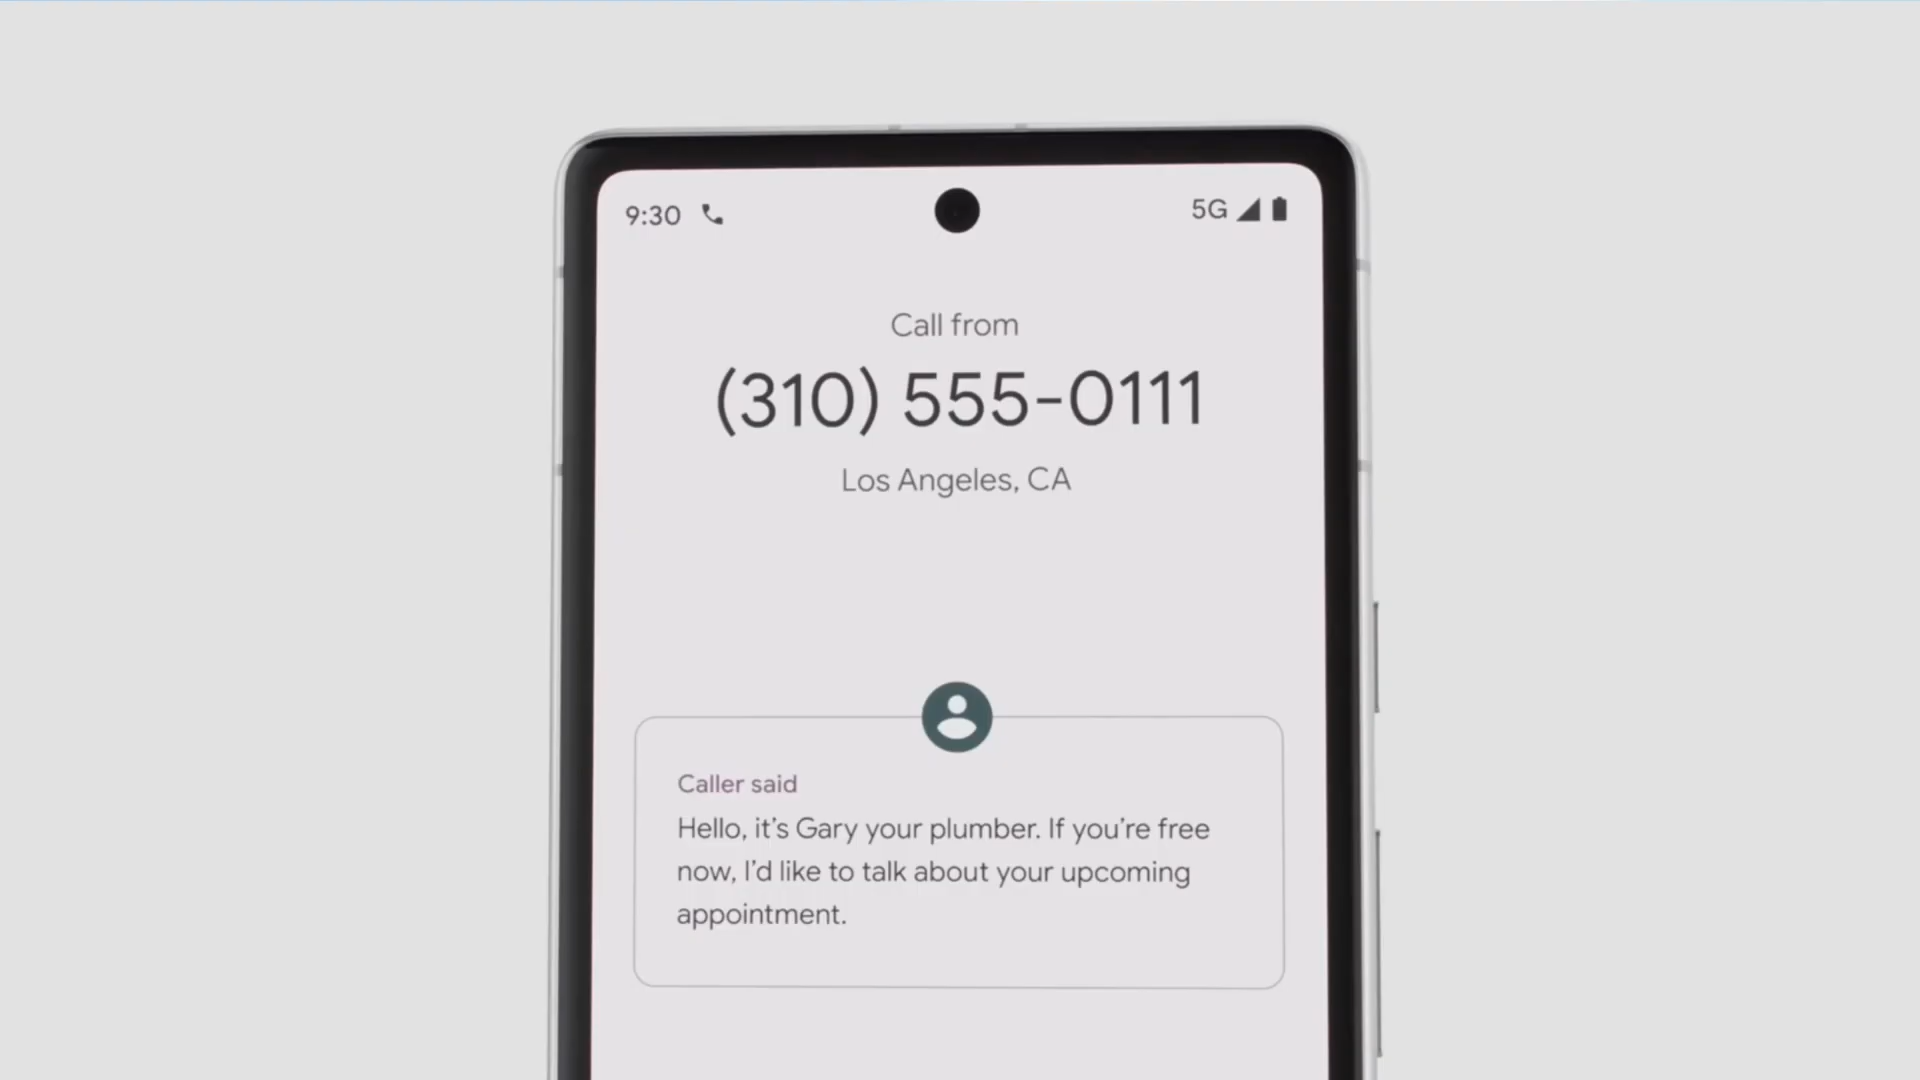 9:30
5G
Call from
(310) 555-0111
Los Angeles, CA
Caller said
Hello, it's Gary your plumber. If you're free
now, I'd like to talk about your upcoming
appointment.